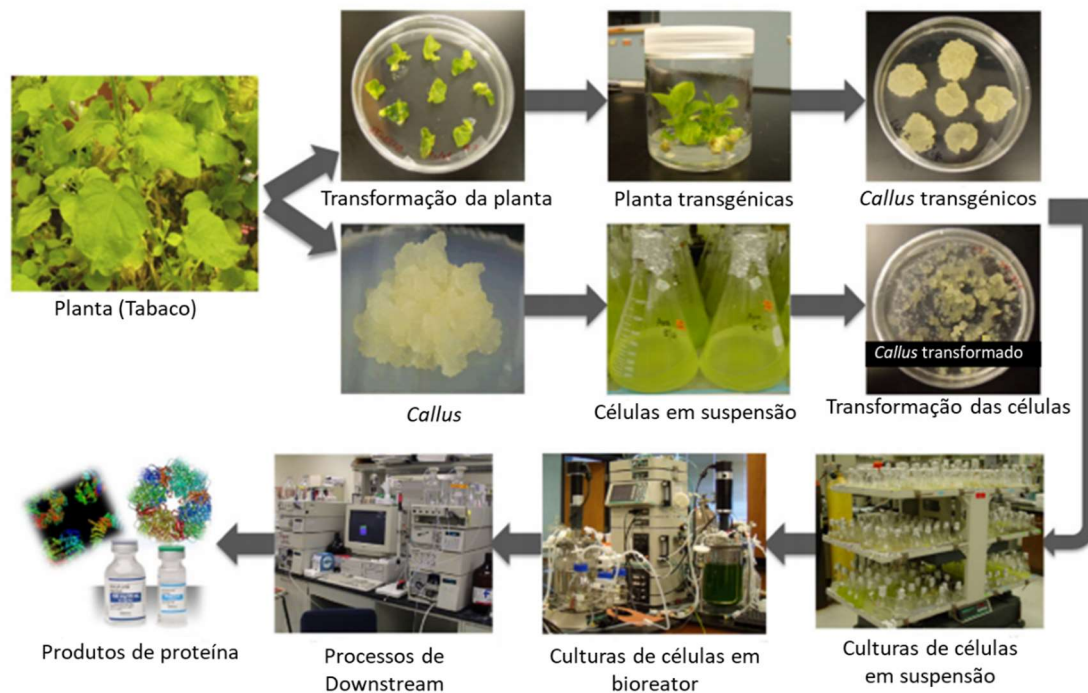 Transformação da planta
Planta transgénicas
Callus transgénicos
Planta (Tabaco)
Callus transformado
Callus
Células em suspensão
Transformação das células
Produtos de proteína
Processos de
Downstream
Culturas de células em
bioreator
Culturas de células
em suspensão